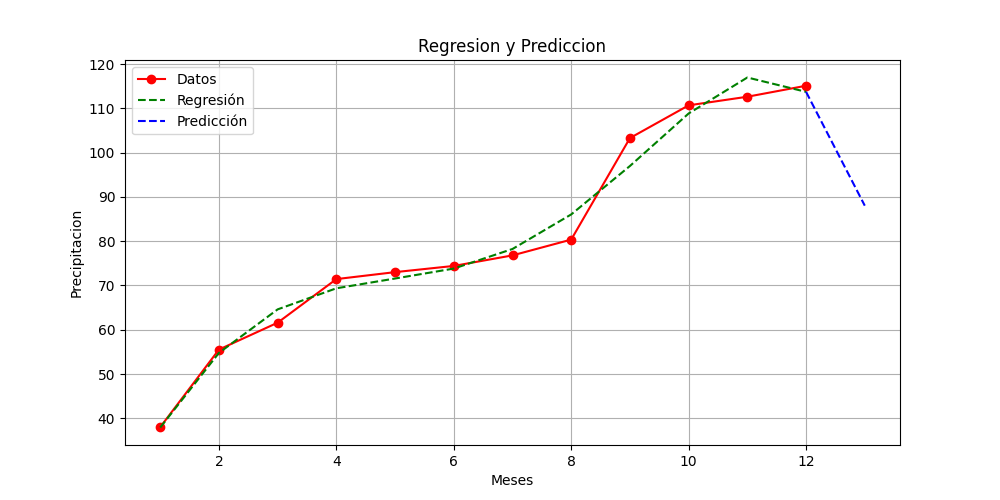 Regresion y Prediccion
Datos
Regresión
Predicción
Precipitacion
120
110
100
90
80
70
60
50
40
2 4 6 8 10 12
Meses